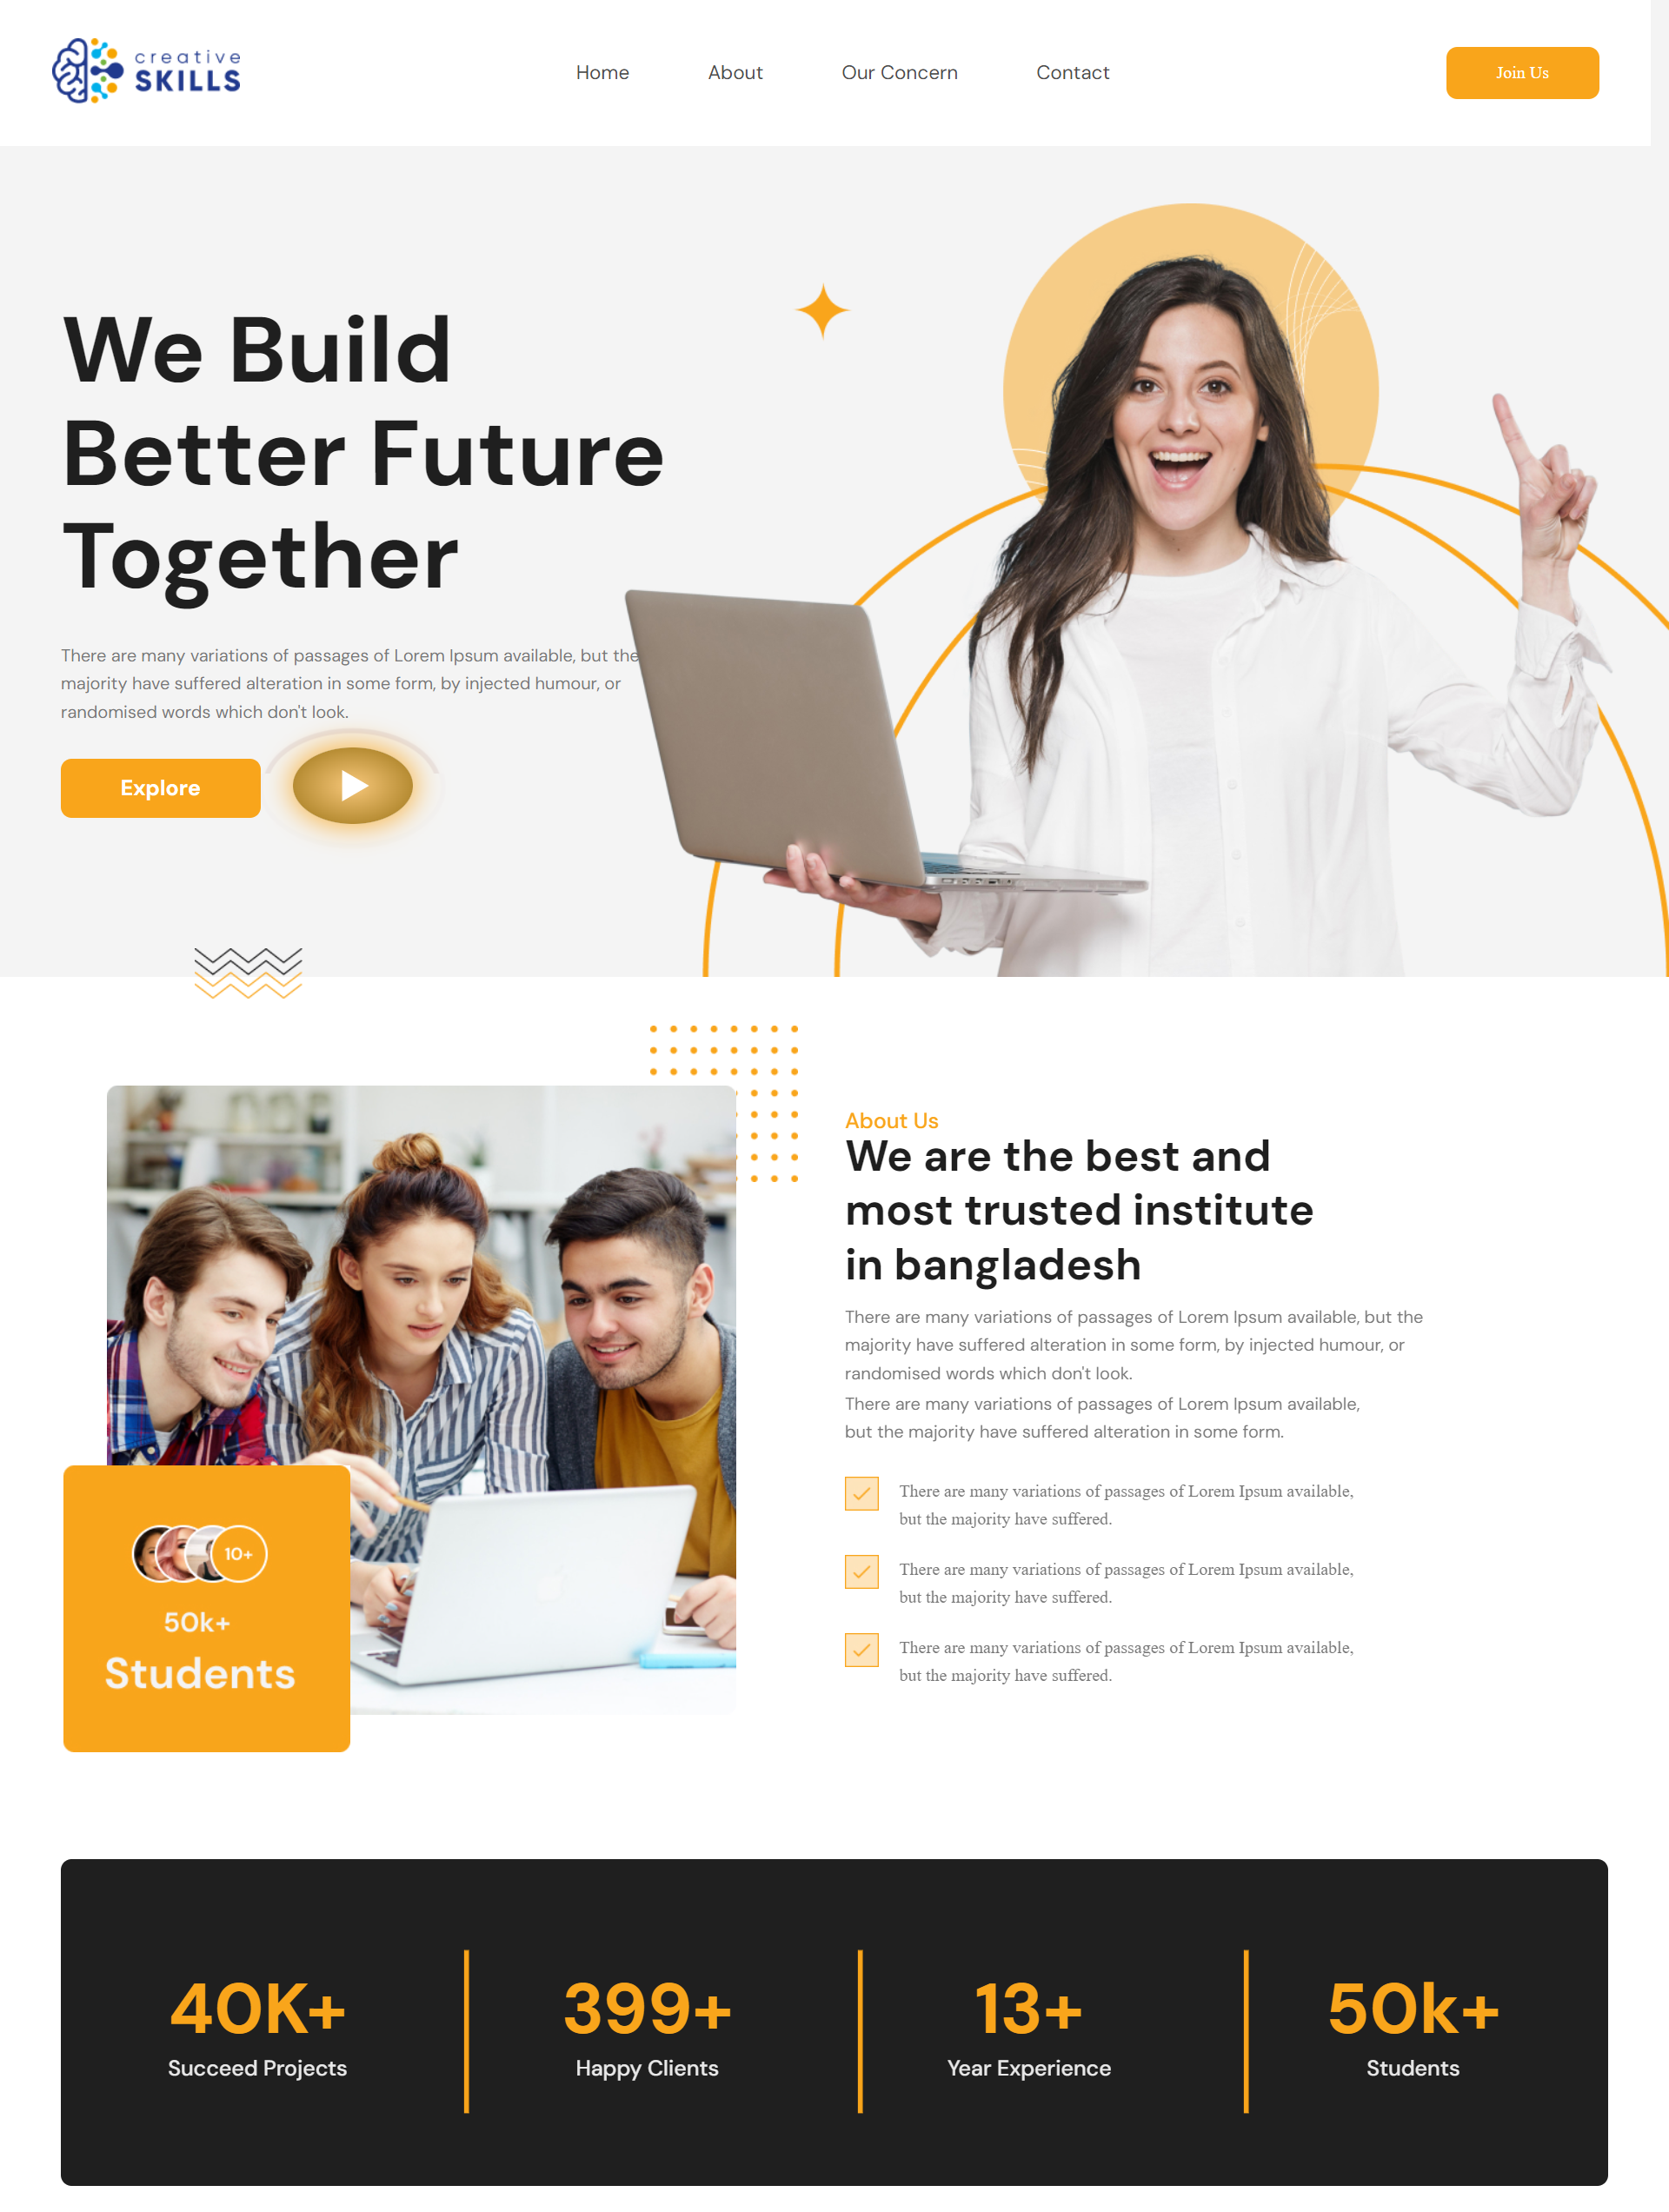 creative
SKILLS
Home About Our Concern Contact
Join Us
We Build
Better Future
Together
There are many variations of passages of Lorem Ipsum available, but the
majority have suffered alteration in some form, by injected humour, or
randomised words which don't look.
Explore
About Us
We are the best and
most trusted institute
in bangladesh
There are many variations of passages of Lorem Ipsum available, but the
majority have suffered alteration in some form, by injected humour, or
randomised words which don't look.
There are many variations of passages of Lorem Ipsum available,
but the majority have suffered alteration in some form.
There are many variations of passages of Lorem Ipsum available,
but the majority have suffered.
There are many variations of passages of Lorem Ipsum available,
but the majority have suffered.
There are many variations of passages of Lorem Ipsum available,
but the majority have suffered.
10+
50k+
Students
40K+
Succeed Projects
399+
Happy Clients
13+
Year Experience
50k+
Students